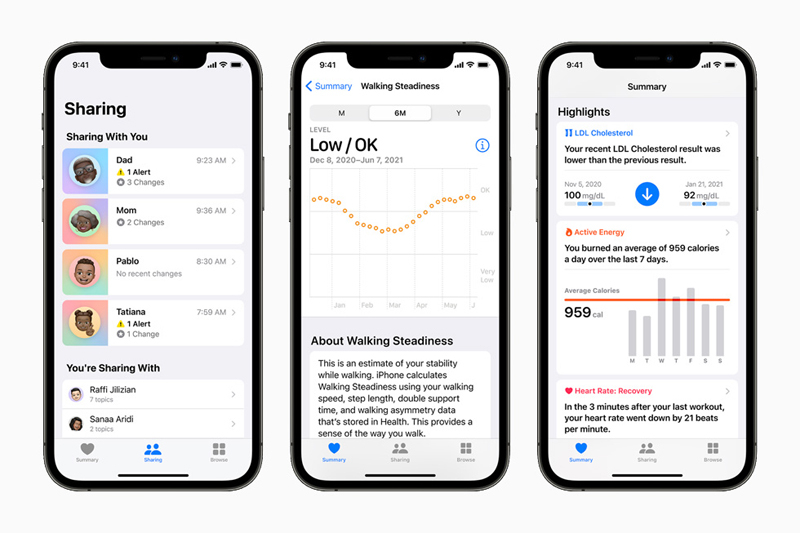 9:41
Sharing
Sharing With You
Dad 9:23 AM
1 Alert
3 Changes
Mom 9:36 AM
2 Changes
Pablo 8:30 AM
No recent changes
Tatiana 7:59 AM
1 Alert
1 Change
You're Sharing With
Raffi Jilizian
7 topics
Sanaa Aridi
2 topics
Summary Sharing Browse
9:41
Summary Walking Steadiness
M 6M Y
LEVEL
Low / OK
Dec 8, 2020–Jun 7, 2021
OK
Low
Very
Low
Jan Feb Mar Apr May J
About Walking Steadiness
This is an estimate of your stability
while walking. iPhone calculates
Walking Steadiness using your walking
speed, step length, double support
time, and walking asymmetry data
that's stored in Health. This provides a
sense of the way you walk.
Summary Sharing Browse
9:41
Summary
Highlights
LDL Cholesterol
Your recent LDL Cholesterol result was
lower than the previous result.
Nov 5, 2020 Jan 21, 2021
100 mg/dL 92 mg/dL
Active Energy
You burned an average of 959 calories
a day over the last 7 days.
Average Calories
959 cal
M T W T F S S
Heart Rate: Recovery
In the 3 minutes after your last workout,
your heart rate went down by 21 beats
per minute.
Summary Sharing Browse